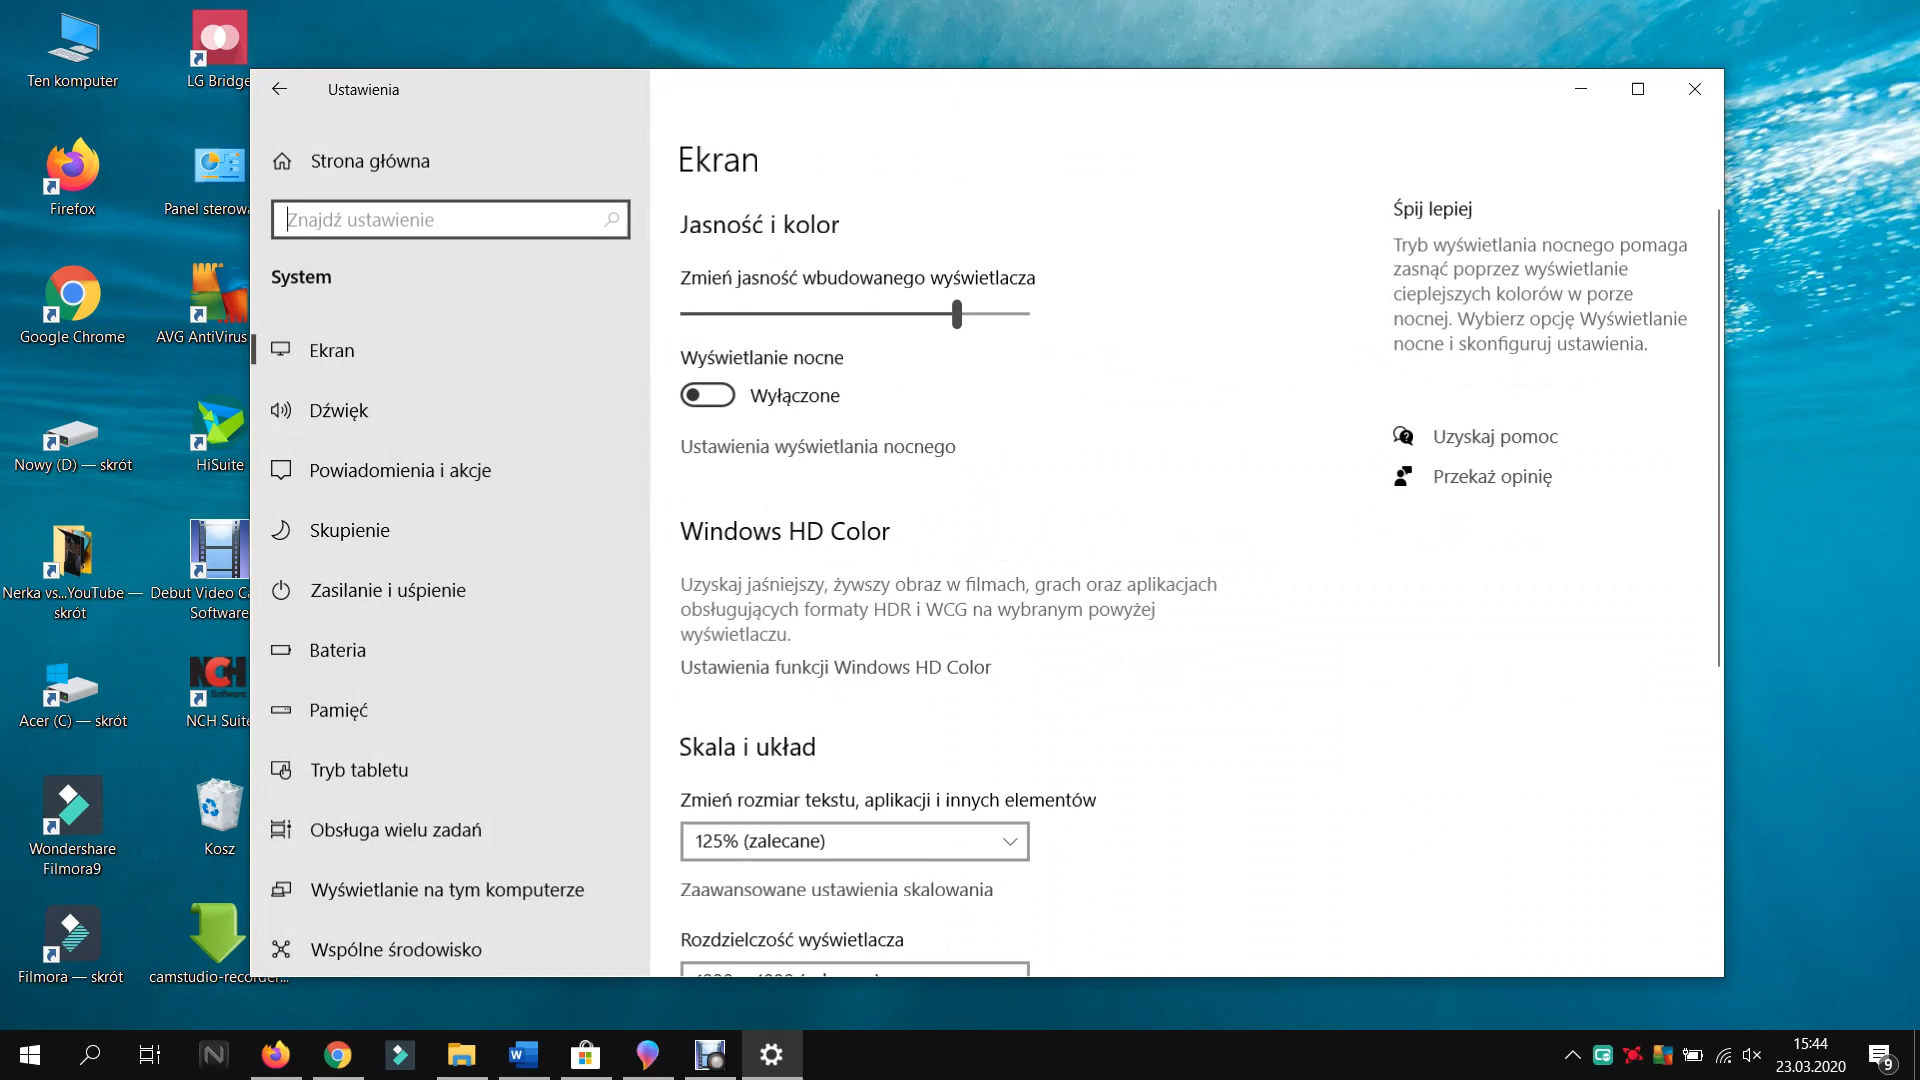 Ten komputer
LG Bridge
Firefox
Panel sterowa
Google Chrome
AVG AntiVirus
Nowy (D) — skrót
HiSuite
Nerka vs...YouTube —
skrót
Debut Video Ca
Software
Acer (C) — skrót
NCH
Software
NCH Suite
Wondershare
Filmora9
Kosz
Filmora — skrót
camstudio-recorder...
Ustawienia
Strona główna
Znajdź ustawienie
System
Ekran
Dźwięk
Powiadomienia i akcje
Skupienie
Zasilanie i uśpienie
Bateria
Pamięć
Tryb tabletu
Obsługa wielu zadań
Wyświetlanie na tym komputerze
Wspólne środowisko
Ekran
Jasność i kolor
Zmień jasność wbudowanego wyświetlacza
Wyświetlanie nocne
Wyłączone
Ustawienia wyświetlania nocnego
Windows HD Color
Uzyskaj jaśniejszy, żywszy obraz w filmach, grach oraz aplikacjach
obsługujących formaty HDR i WCG na wybranym powyżej
wyświetlaczu.
Ustawienia funkcji Windows HD Color
Skala i układ
Zmień rozmiar tekstu, aplikacji i innych elementów
125% (zalecane)
Zaawansowane ustawienia skalowania
Rozdzielczość wyświetlacza
Śpij lepiej
Tryb wyświetlania nocnego pomaga
zasnąć poprzez wyświetlanie
cieplejszych kolorów w porze
nocnej. Wybierz opcję Wyświetlanie
nocne i skonfiguruj ustawienia.
Uzyskaj pomoc
Przekaż opinię
15:44
23.03.2020
9